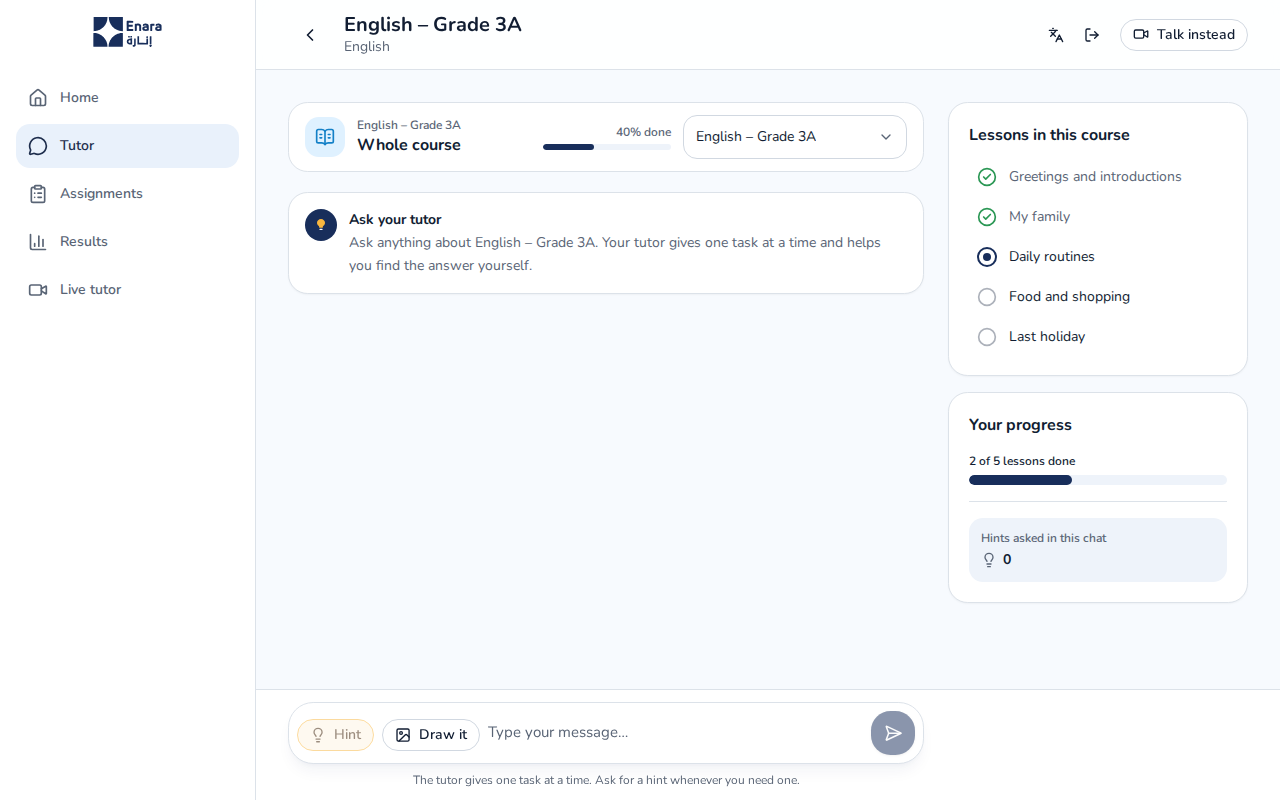 Enara
إنارة
Home
Tutor
Assignments
Results
Live tutor
English – Grade 3A
English
Talk instead
English – Grade 3A
Whole course
40% done
English – Grade 3A
Ask your tutor
Ask anything about English – Grade 3A. Your tutor gives one task at a time and helps
you find the answer yourself.
Lessons in this course
Greetings and introductions
My family
Daily routines
Food and shopping
Last holiday
Your progress
2 of 5 lessons done
Hints asked in this chat
0
Hint
Draw it
Type your message...
The tutor gives one task at a time. Ask for a hint whenever you need one.